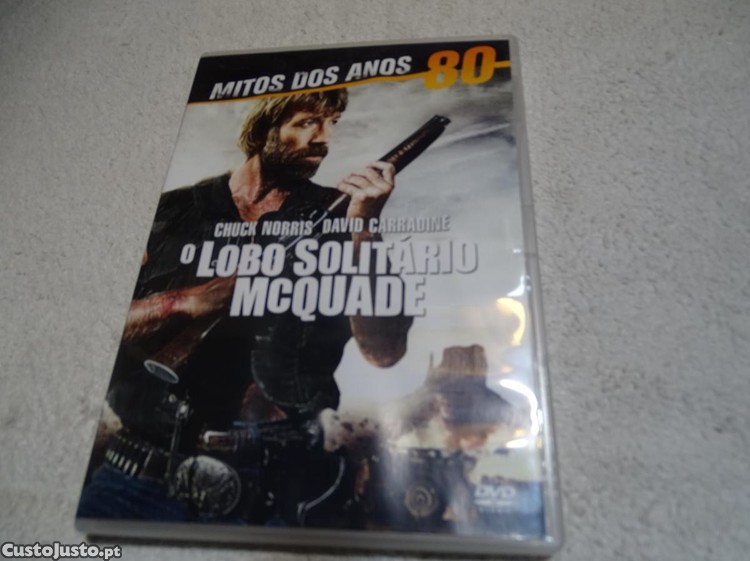 MITOS DOS ANOS 80
CHUCK NORRIS DAVID CARRADINE
O LOBO SOLITÁRIO
MCQUADE
DVD
CustoJusto.pt